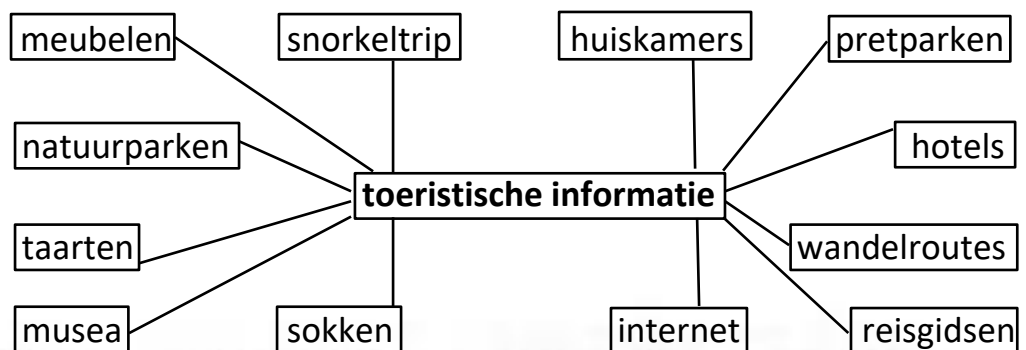 meubelen
snorkeltrip
huiskamers
pretparken
natuurparken
hotels
toeristische informatie
taarten
wandelroutes
musea
sokken
internet
reisgidsen